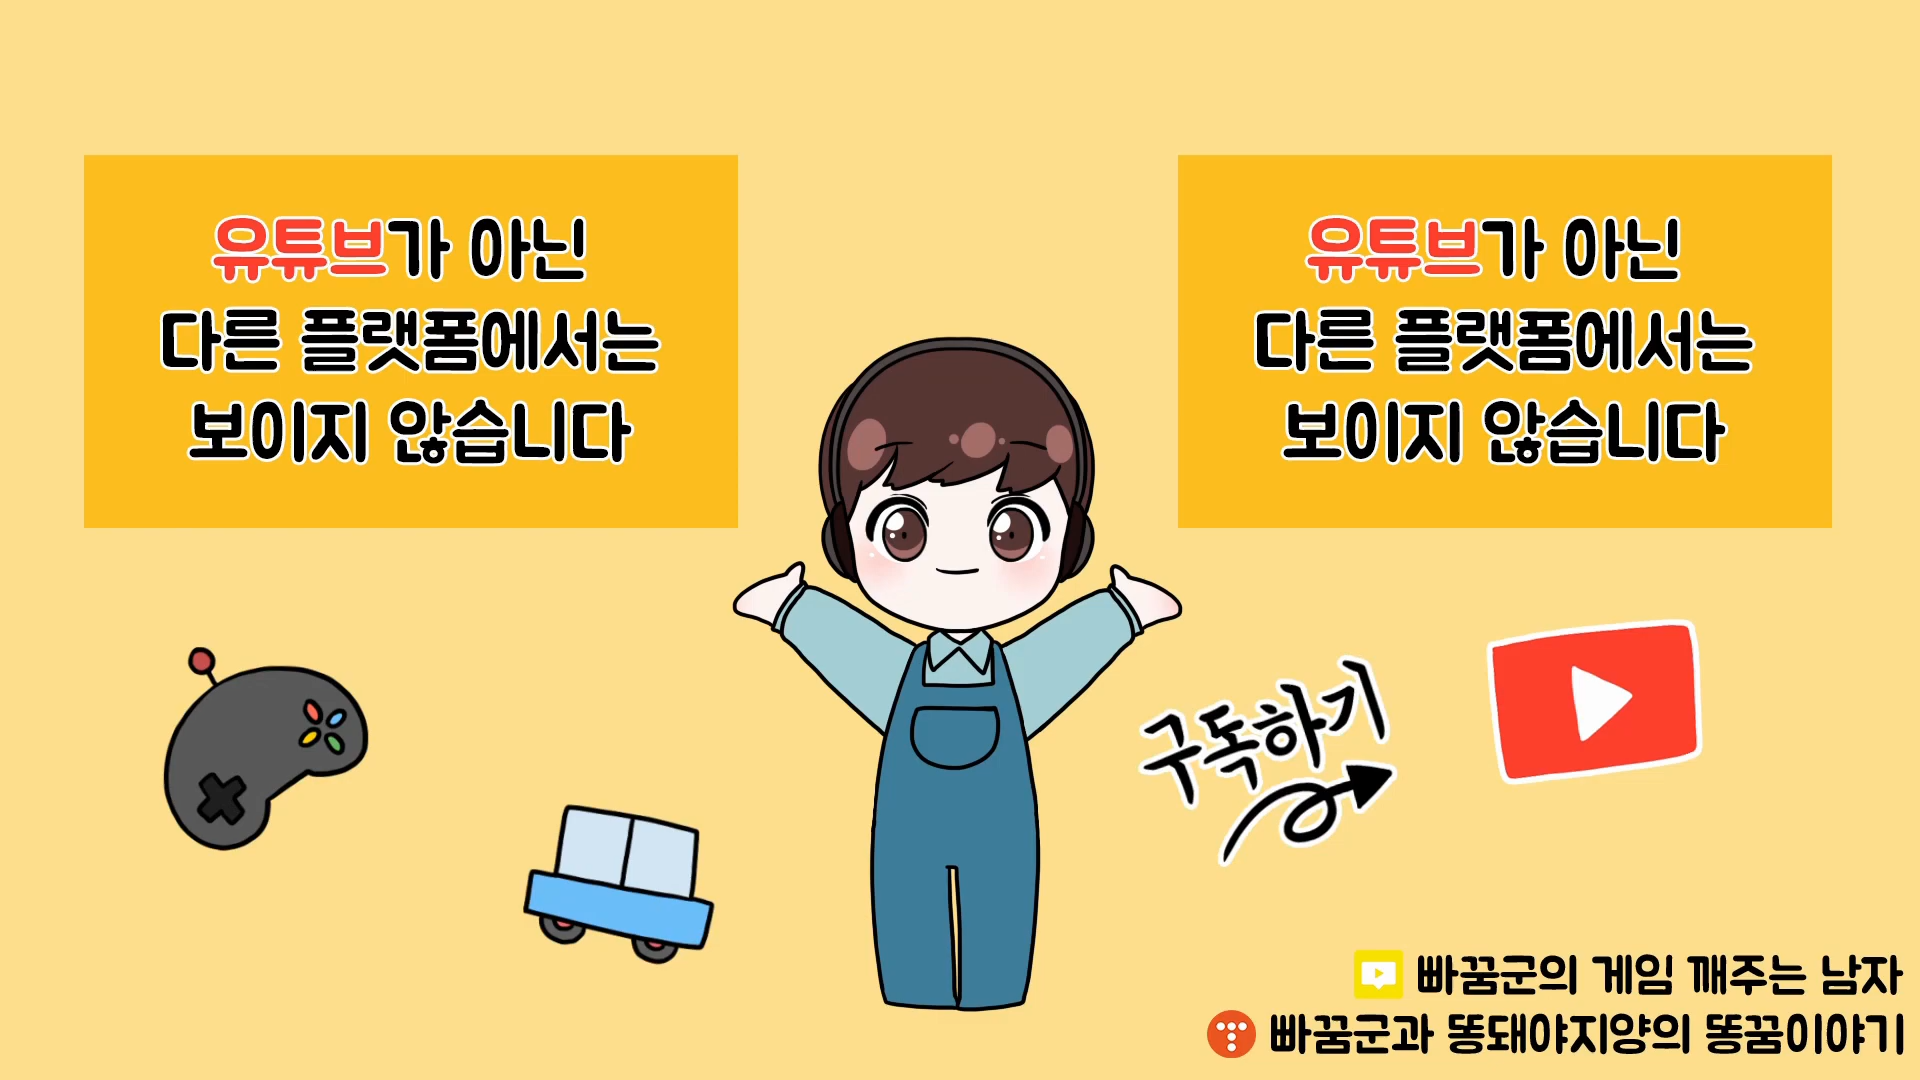 유튜브가 아닌
다른 플랫폼에서는
보이지 않습니다
유튜브가 아닌
다른 플랫폼에서는
보이지 않습니다
구독하기
빠꿈군의 게임 깨주는 남자
빠꿈군과 똥돼야지양의 똥꿈이야기